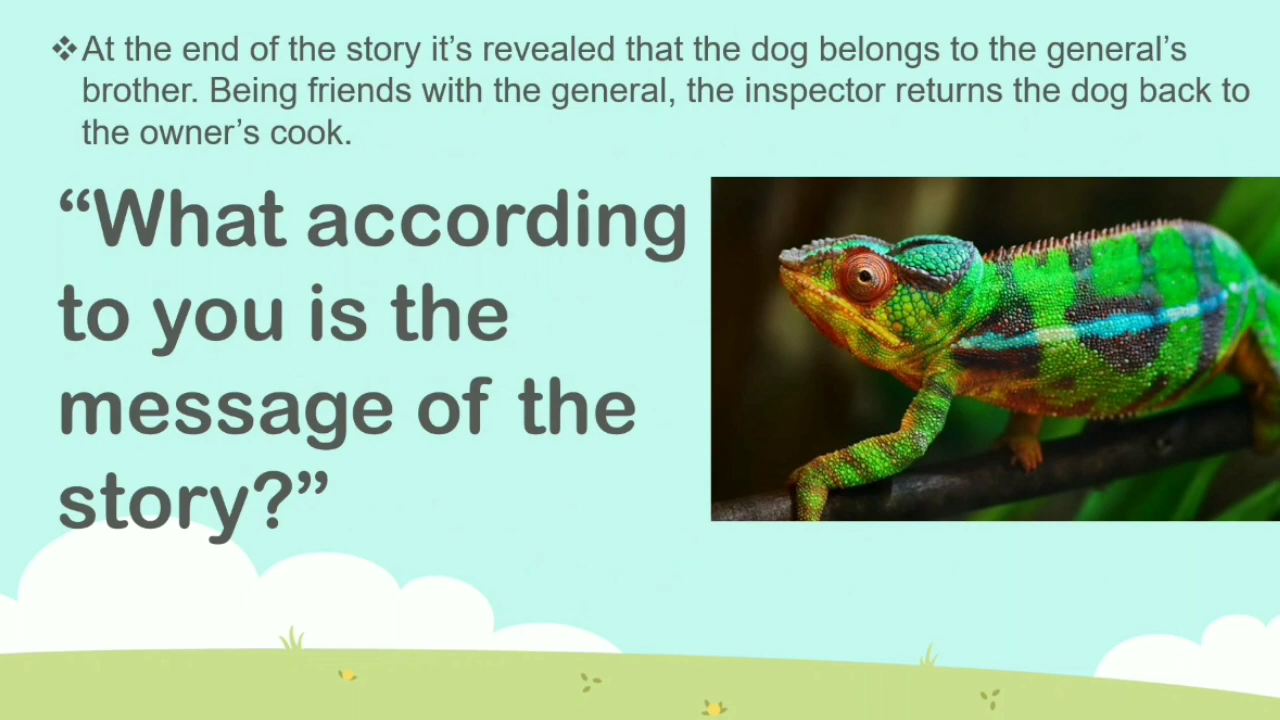 ❖At the end of the story it’s revealed that the dog belongs to the general’s
brother. Being friends with the general, the inspector returns the dog back to
the owner’s cook.
“What according
to you is the
message of the
story?”